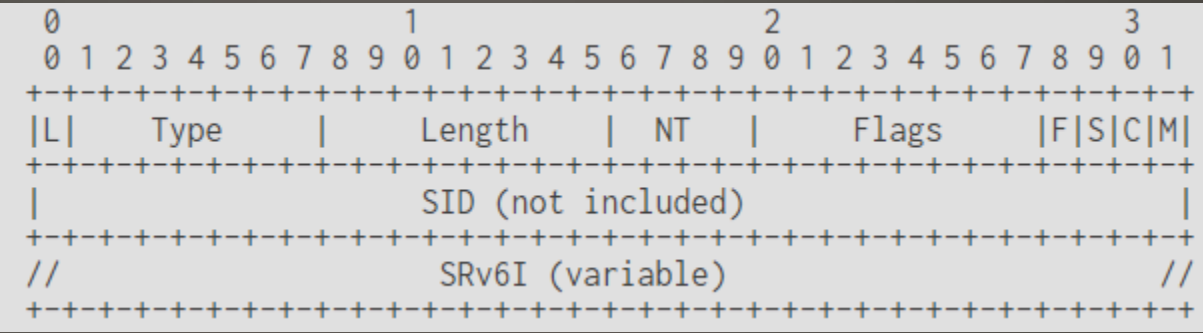 0                   1                   2                   3
0 1 2 3 4 5 6 7 8 9 0 1 2 3 4 5 6 7 8 9 0 1 2 3 4 5 6 7 8 9 0 1
+-+-+-+-+-+-+-+-+-+-+-+-+-+-+-+-+-+-+-+-+-+-+-+-+-+-+-+-+-+-+-+-+
|L|    Type     |     Length    |  NT   |     Flags     |F|S|C|M|
+-+-+-+-+-+-+-+-+-+-+-+-+-+-+-+-+-+-+-+-+-+-+-+-+-+-+-+-+-+-+-+-+
|                     SID (not included)                        |
+-+-+-+-+-+-+-+-+-+-+-+-+-+-+-+-+-+-+-+-+-+-+-+-+-+-+-+-+-+-+-+-+
//                     SRv6I (variable)                        //
+-+-+-+-+-+-+-+-+-+-+-+-+-+-+-+-+-+-+-+-+-+-+-+-+-+-+-+-+-+-+-+-+